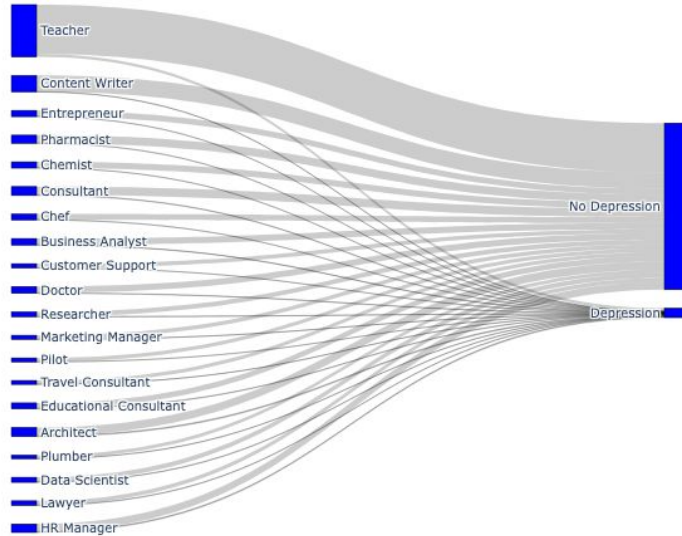 Teacher
Content Writer
Entrepreneur
Pharmacist
Chemist
Consultant
Chef
Business Analyst
Customer Support
Doctor
Researcher
Marketing Manager
Pilot
Travel Consultant
Educational Consultant
Architect
Plumber
Data Scientist
Lawyer
HR Manager
No Depression
Depression